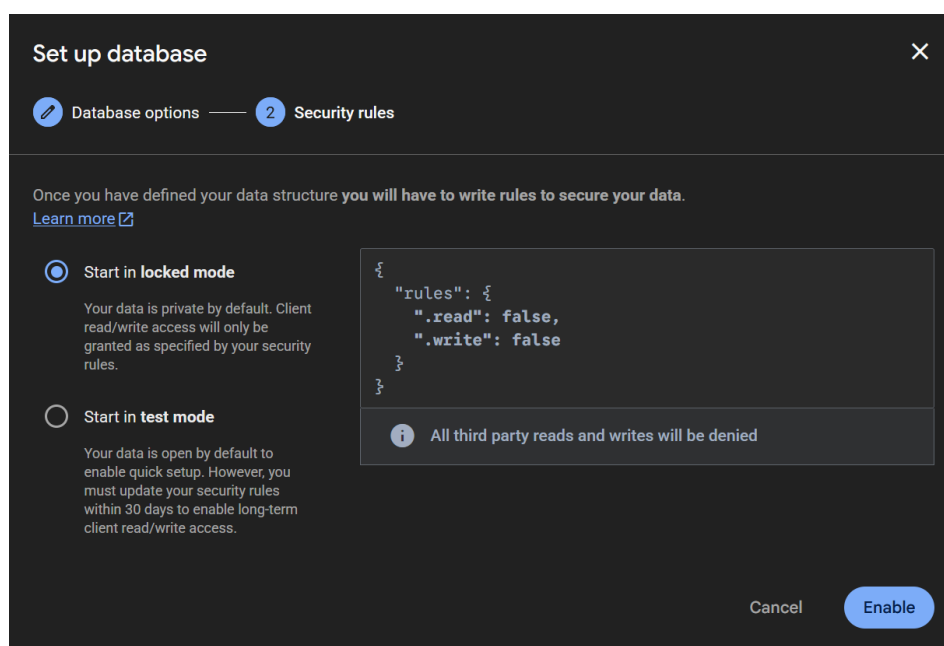 Set up database
Database options
2 Security rules
Once you have defined your data structure you will have to write rules to secure your data.
Learn more
Start in locked mode
Your data is private by default. Client
read/write access will only be
granted as specified by your security
rules.
{
"rules": {
".read": false,
".write": false
}
}
All third party reads and writes will be denied
Start in test mode
Your data is open by default to
enable quick setup. However, you
must update your security rules
within 30 days to enable long-term
client read/write access.
Cancel
Enable